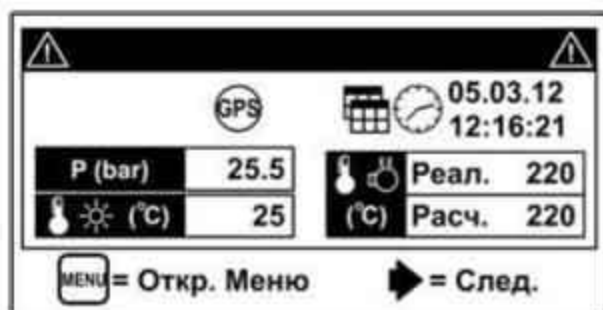 GPS
05.03.12
12:16:21
P (bar) 25.5
(°C) 25
Реал. 220
(°C) Расч. 220
MENU = Откр. Меню
= След.